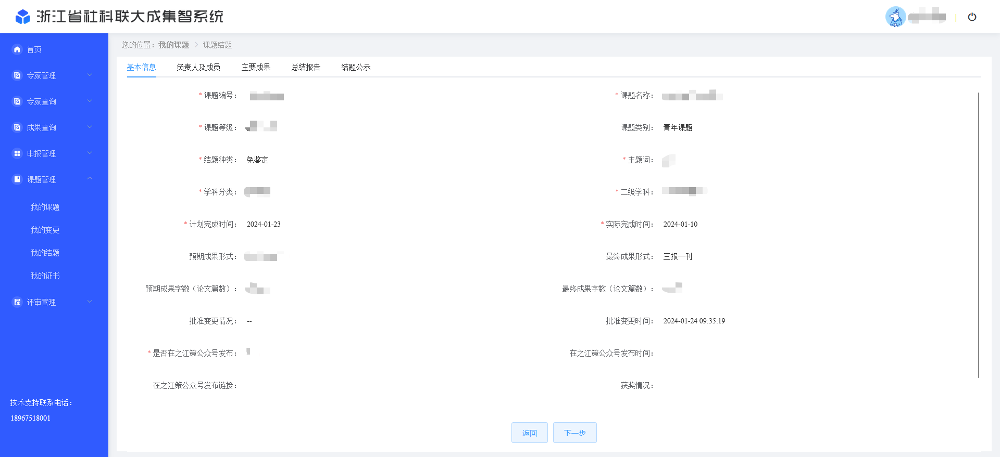 浙江省社科联大成集智系统
首页
专家管理
专家查询
成果查询
申报管理
课题管理
我的课题
我的变更
我的结题
我的证书
评审管理
技术支持联系电话：
18967518001
您的位置： 我的课题 > 课题结题
基本信息 负责人及成员 主要成果 总结报告 结题公示
* 课题编号： * 课题名称：
* 课题等级： 课题类别： 青年课题
* 结题种类： 免鉴定 * 主题词：
* 学科分类： * 二级学科：
* 计划完成时间： 2024-01-23 * 实际完成时间： 2024-01-10
预期成果形式： 最终成果形式： 三报一刊
预期成果字数（论文篇数）： 最终成果字数（论文篇数）：
批准变更情况： -- 批准变更时间： 2024-01-24 09:35:19
* 是否在之江策公众号发布： 在之江策公众号发布时间：
在之江策公众号发布链接： 获奖情况：
返回 下一步